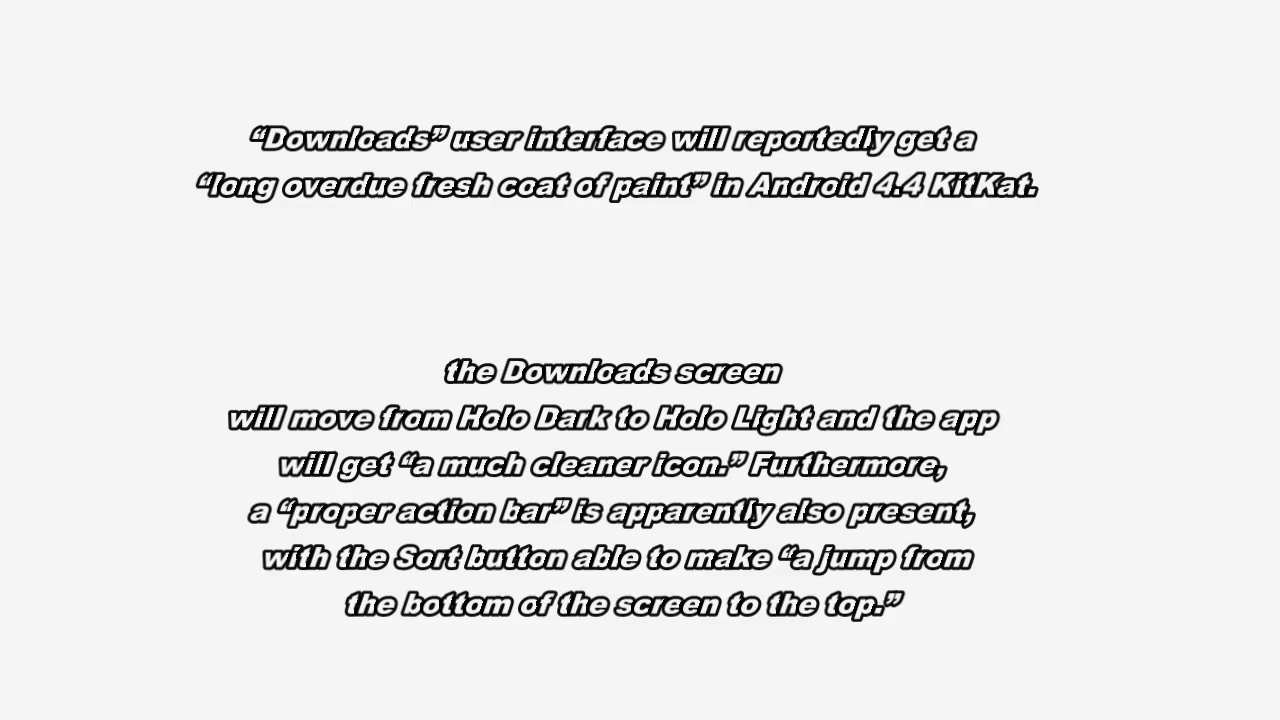 “Downloads” user interface will reportedly get a
“long overdue fresh coat of paint” in Android 4.4 KitKat.
the Downloads screen
will move from Holo Dark to Holo Light and the app
will get “a much cleaner icon.” Furthermore,
a “proper action bar” is apparently also present,
with the Sort button able to make “a jump from
the bottom of the screen to the top.”